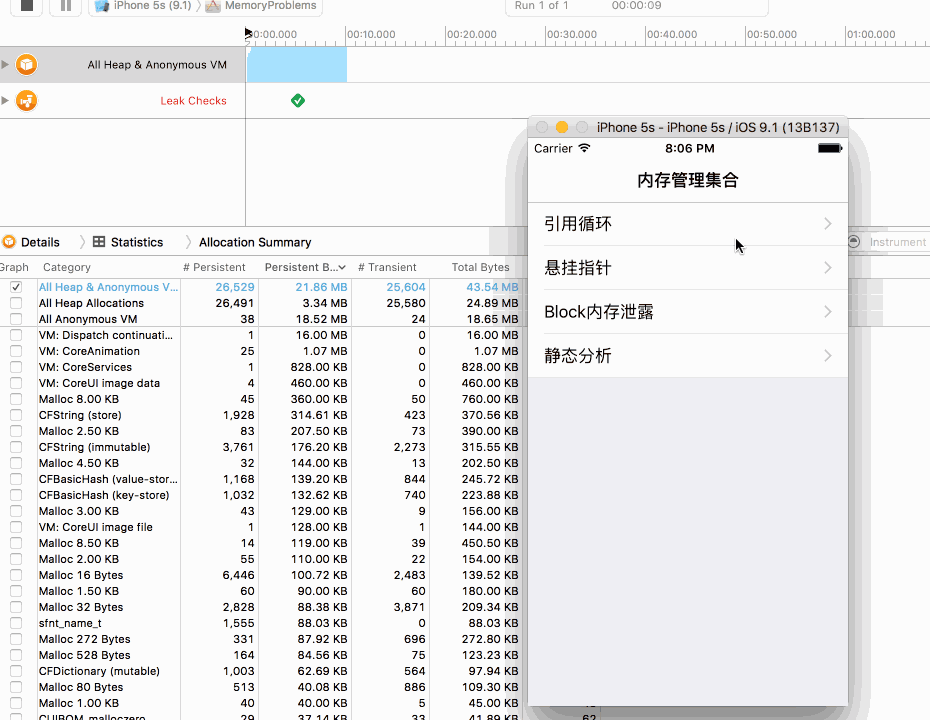 iPhone 5s (9.1) MemoryProblems Run 1 of 1 00:00:09
00:00.000 00:10.000 00:20.000 00:30.000 00:40.000 00:50.000 01:00.000
All Heap & Anonymous VM
Leak Checks
iPhone 5s - iPhone 5s / iOS 9.1 (13B137)
Carrier 8:06 PM
内存管理集合
引用循环
悬挂指针
Block内存泄露
静态分析
Details Statistics Allocation Summary Instrument
Graph Category # Persistent Persistent B... # Transient Total Bytes
All Heap & Anonymous V... 26,529 21.86 MB 25,604 43.54 MB
All Heap Allocations 26,491 3.34 MB 25,580 24.89 MB
All Anonymous VM 38 18.52 MB 24 18.65 MB
VM: Dispatch continuati... 1 16.00 MB 0 16.00 MB
VM: CoreAnimation 25 1.07 MB 0 1.07 MB
VM: CoreServices 1 828.00 KB 0 828.00 KB
VM: CoreUI image data 4 460.00 KB 0 460.00 KB
Malloc 8.00 KB 45 360.00 KB 50 760.00 KB
CFString (store) 1,928 314.61 KB 423 370.56 KB
Malloc 2.50 KB 83 207.50 KB 73 390.00 KB
CFString (immutable) 3,761 176.20 KB 2,273 315.55 KB
Malloc 4.50 KB 32 144.00 KB 13 202.50 KB
CFBasicHash (value-stor... 1,168 139.20 KB 844 245.72 KB
CFBasicHash (key-store) 1,032 132.62 KB 740 223.88 KB
Malloc 3.00 KB 43 129.00 KB 9 156.00 KB
VM: CoreUI image file 1 128.00 KB 1 144.00 KB
Malloc 8.50 KB 14 119.00 KB 39 450.50 KB
Malloc 2.00 KB 55 110.00 KB 22 154.00 KB
Malloc 16 Bytes 6,446 100.72 KB 2,483 139.52 KB
Malloc 1.50 KB 60 90.00 KB 60 180.00 KB
Malloc 32 Bytes 2,828 88.38 KB 3,871 209.34 KB
sfnt_name_t 1,555 88.03 KB 0 88.03 KB
Malloc 272 Bytes 331 87.92 KB 696 272.80 KB
Malloc 528 Bytes 164 84.56 KB 75 123.23 KB
CFDictionary (mutable) 1,003 62.69 KB 564 97.94 KB
Malloc 80 Bytes 513 40.08 KB 886 109.30 KB
Malloc 1.00 KB 40 40.00 KB 5 45.00 KB
CUIBOM_malloczero 29 37.14 KB 33 41.89 KB 62